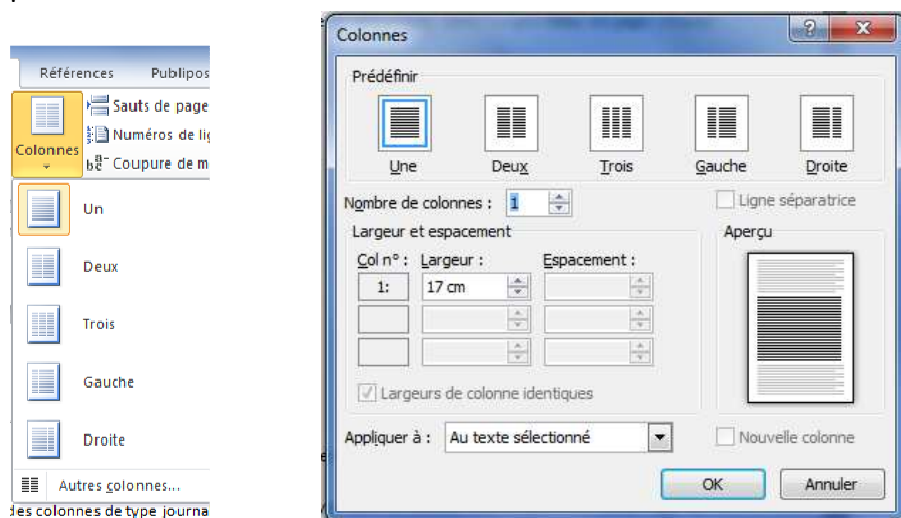 Références Publipos
Colonnes
Sauts de page
Numéros de lig
Coupure de m
Un
Deux
Trois
Gauche
Droite
Autres colonnes...
des colonnes de type journa
Colonnes
Prédéfinir
Une Deux Trois Gauche Droite
Nombre de colonnes : 1
Ligne séparatrice
Largeur et espacement
Aperçu
Col n° : Largeur : Espacement :
1: 17 cm
Largeurs de colonne identiques
Appliquer à : Au texte sélectionné
Nouvelle colonne
OK Annuler